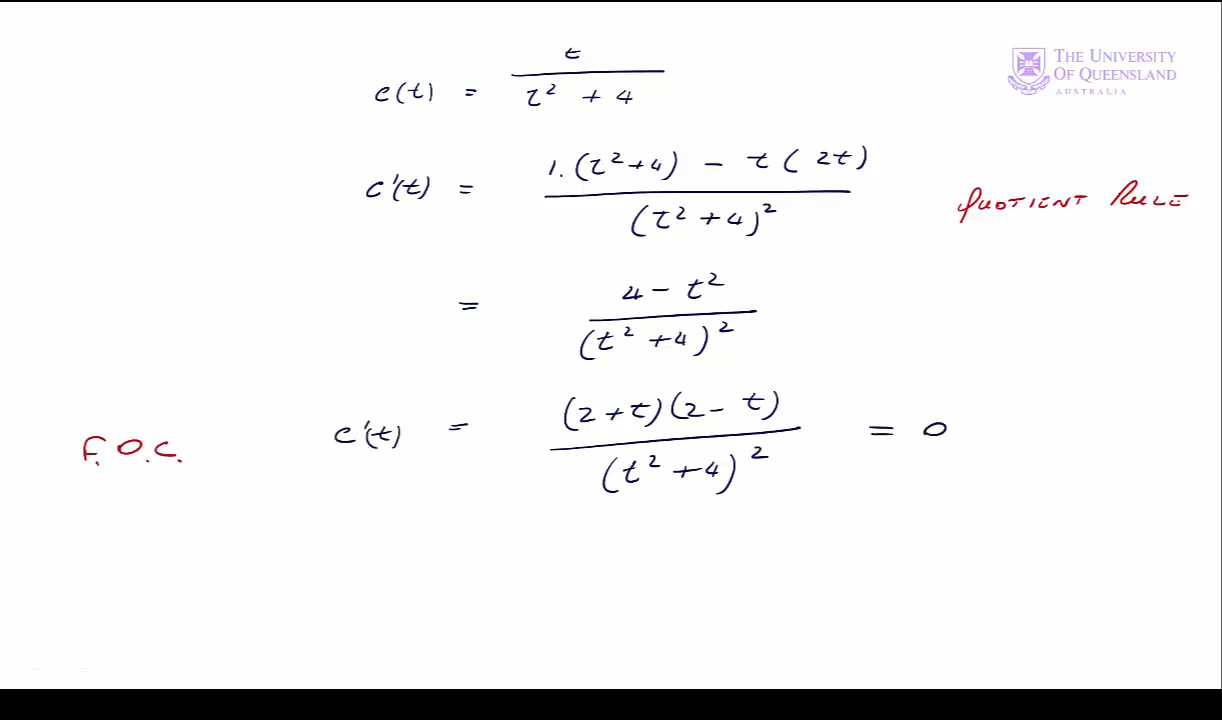 THE UNIVERSITY
OF QUEENSLAND
AUSTRALIA
c(t) = t / (t² + 4)
c'(t) = (1.(t²+4) - t(2t)) / (t²+4)²
QUOTIENT RULE
= (4 - t²) / (t²+4)²
F.O.C. c'(t) = (2+t)(2-t) / (t²+4)² = 0